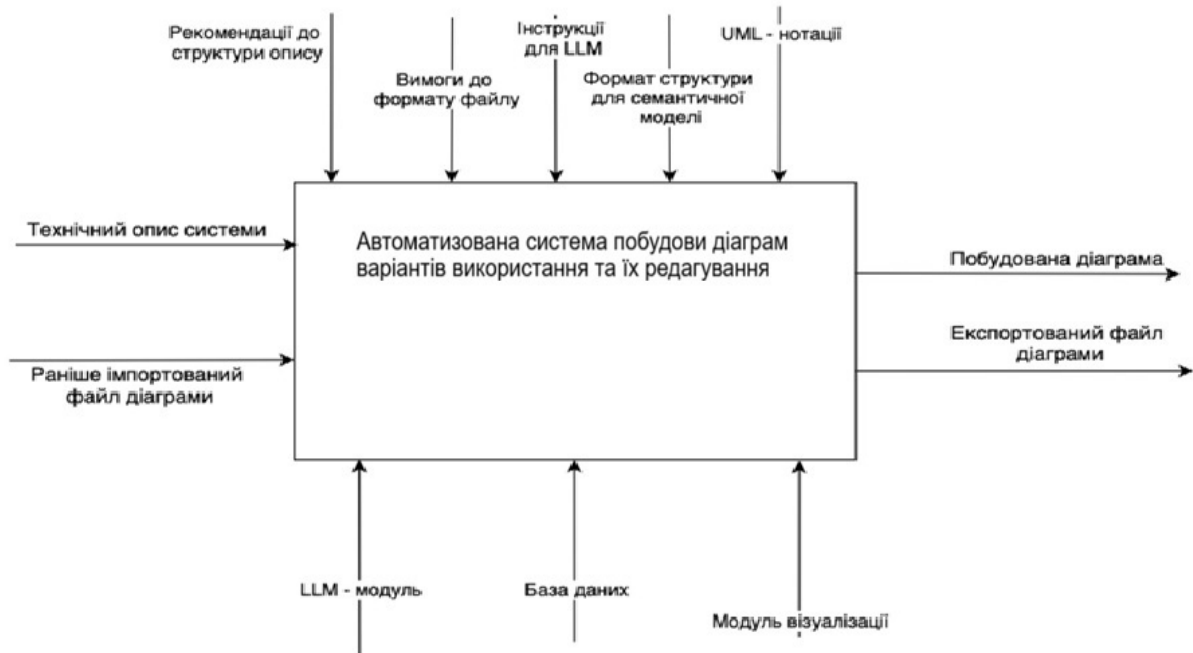 Рекомендації до
структури опису
Вимоги до
формату файлу
Інструкції
для LLM
Формат структури
для семантичної
моделі
UML - нотації
Технічний опис системи
Раніше імпортований
файл діаграми
Автоматизована система побудови діаграм
варіантів використання та їх редагування
Побудована діаграма
Експортований файл
діаграми
LLM - модуль
База даних
Модуль візуалізації